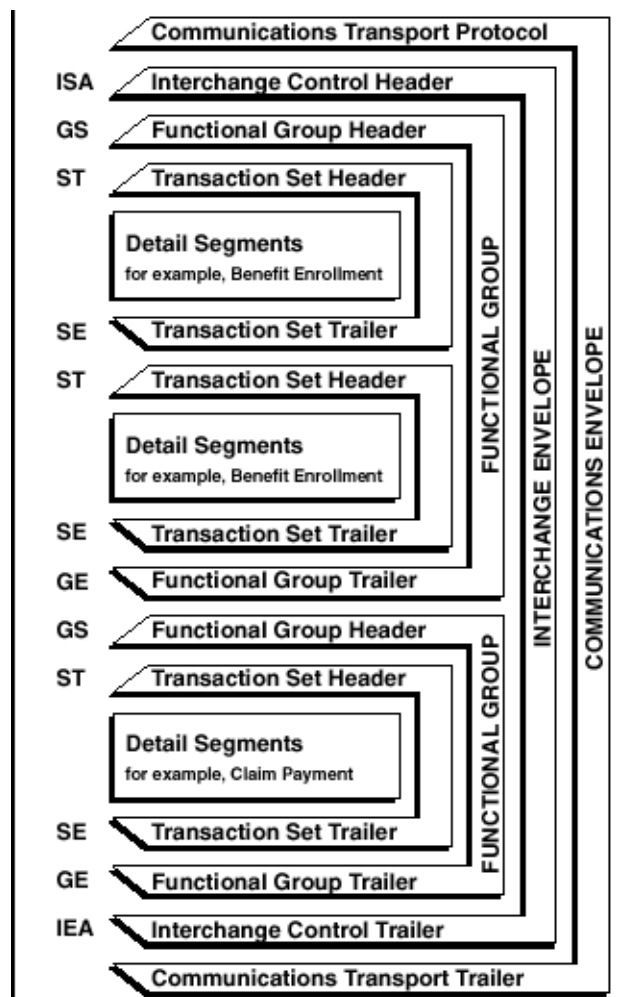 Communications Transport Protocol
ISA Interchange Control Header
GS Functional Group Header
ST Transaction Set Header
Detail Segments
for example, Benefit Enrollment
SE Transaction Set Trailer
ST Transaction Set Header
Detail Segments
for example, Benefit Enrollment
SE Transaction Set Trailer
GE Functional Group Trailer
FUNCTIONAL GROUP
GS Functional Group Header
ST Transaction Set Header
Detail Segments
for example, Claim Payment
SE Transaction Set Trailer
GE Functional Group Trailer
FUNCTIONAL GROUP
IEA Interchange Control Trailer
INTERCHANGE ENVELOPE
Communications Transport Trailer
COMMUNICATIONS ENVELOPE